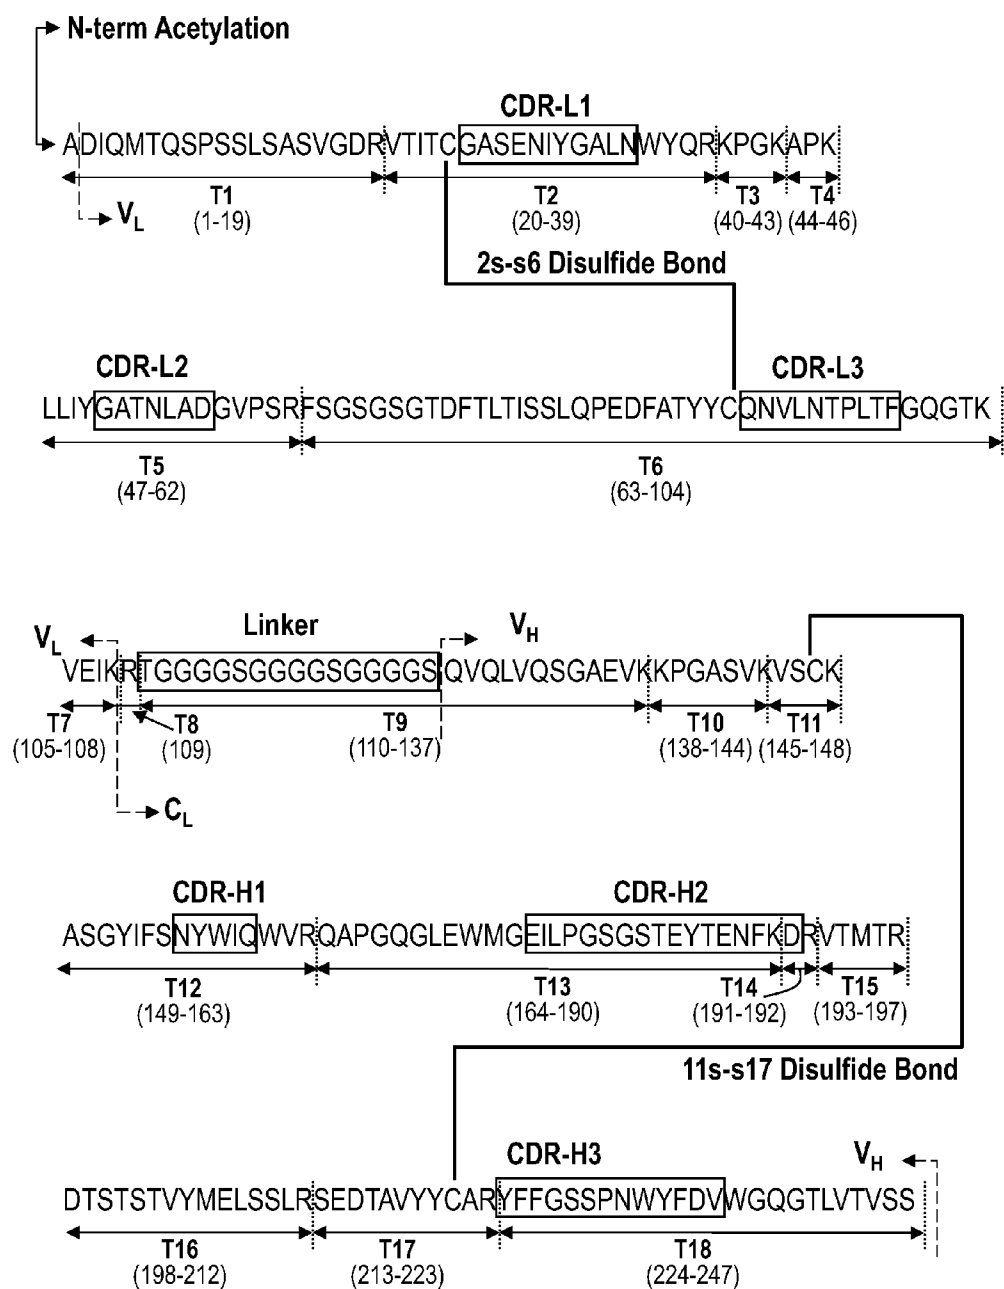 N-term Acetylation
CDR-L1
ADIQMTQSPSSLSASVGDRVTITCGASENIYGALNWYQRKPGKAPK
T1 T2 T3 T4
VL (1-19) (20-39) (40-43) (44-46)
2s-s6 Disulfide Bond
CDR-L2 CDR-L3
LLIYGATNLADGVPSRFSGSGSGTDFTLTISSLQPEDFATYYCQNVLNTPLTFGQGTK
T5 T6
(47-62) (63-104)
VL Linker VH
VEIKRTGGGGSGGGGSGGGGSQVQLVQSGAEVKKPGASVKVSCK
T7 T8 T9 T10 T11
(105-108) (109) (110-137) (138-144) (145-148)
CL
CDR-H1 CDR-H2
ASGYIFSNYWIQWVRQAPGQGLEWMGEILPGSGSTEYTENFKDRVTMTR
T12 T13 T14 T15
(149-163) (164-190) (191-192) (193-197)
11s-s17 Disulfide Bond
CDR-H3 VH
DTSTSTVYMELSSLRSEDTAVYYCARYFFGSSPNWYFDVWGQGTLVTVSS
T16 T17 T18
(198-212) (213-223) (224-247)